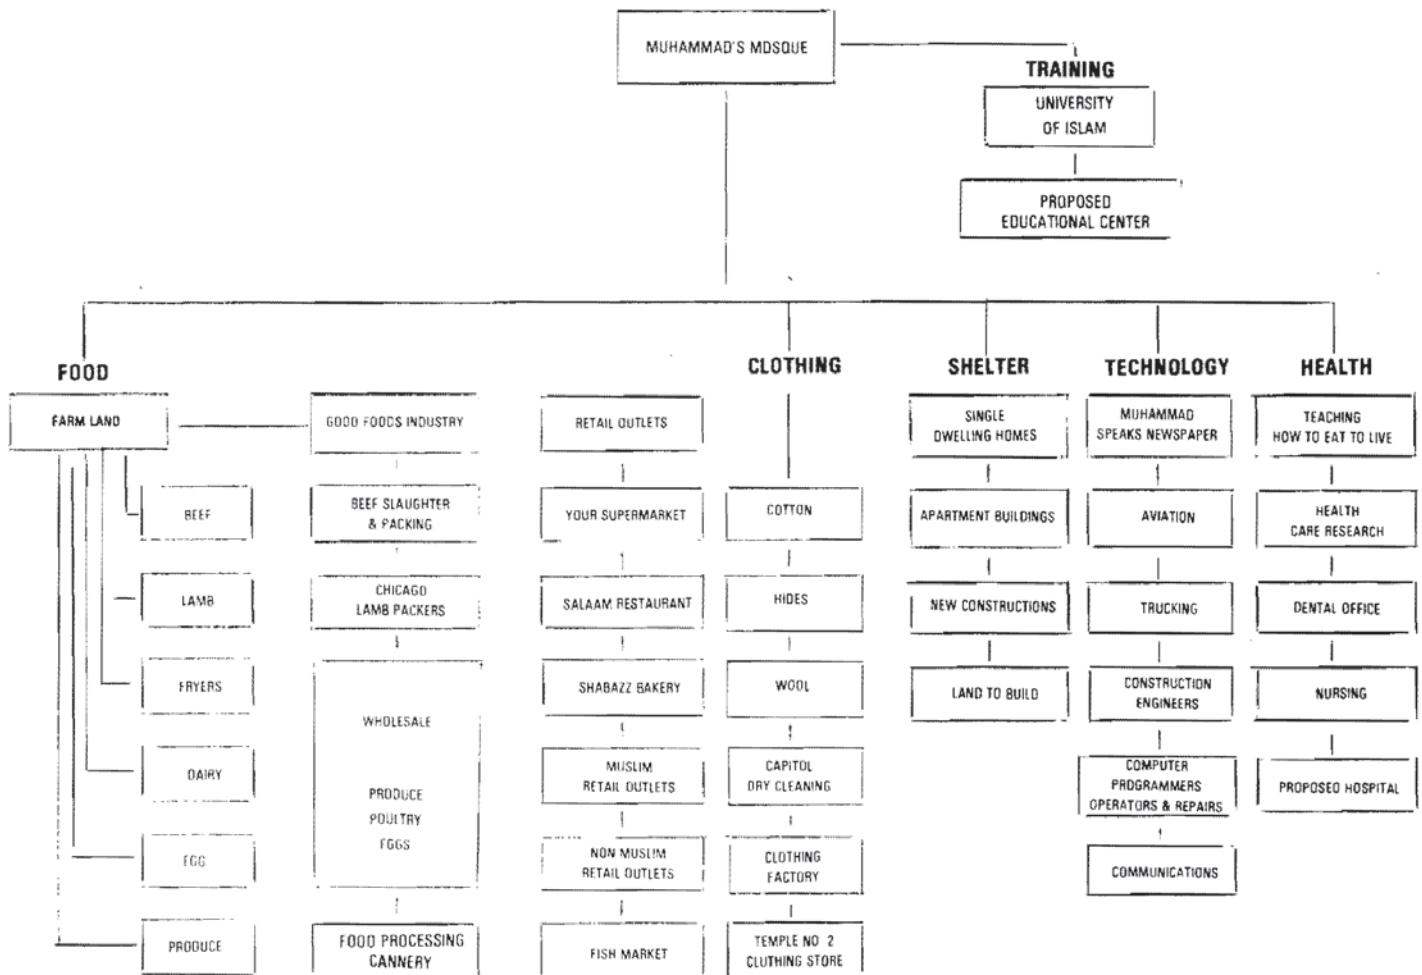 MUHAMMAD'S MOSQUE
TRAINING
UNIVERSITY
OF ISLAM
PROPOSED
EDUCATIONAL CENTER
FOOD
FARM LAND
BEEF
LAMB
FRYERS
DAIRY
EGG
PRODUCE
GOOD FOODS INDUSTRY
BEEF SLAUGHTER
& PACKING
CHICAGO
LAMB PACKERS
WHOLESALE
PRODUCE
POULTRY
EGGS
FOOD PROCESSING
CANNERY
RETAIL OUTLETS
YOUR SUPERMARKET
SALAAM RESTAURANT
SHABAZZ BAKERY
MUSLIM
RETAIL OUTLETS
NON MUSLIM
RETAIL OUTLETS
FISH MARKET
CLOTHING
COTTON
HIDES
WOOL
CAPITOL
DRY CLEANING
CLOTHING
FACTORY
TEMPLE NO 2
CLUTHING STORE
SHELTER
SINGLE
DWELLING HOMES
APARTMENT BUILDINGS
NEW CONSTRUCTIONS
LAND TO BUILD
TECHNOLOGY
MUHAMMAD
SPEAKS NEWSPAPER
AVIATION
TRUCKING
CONSTRUCTION
ENGINEERS
COMPUTER
PROGRAMMERS
OPERATORS & REPAIRS
COMMUNICATIONS
HEALTH
TEACHING
HOW TO EAT TO LIVE
HEALTH
CARE RESEARCH
DENTAL OFFICE
NURSING
PROPOSED HOSPITAL